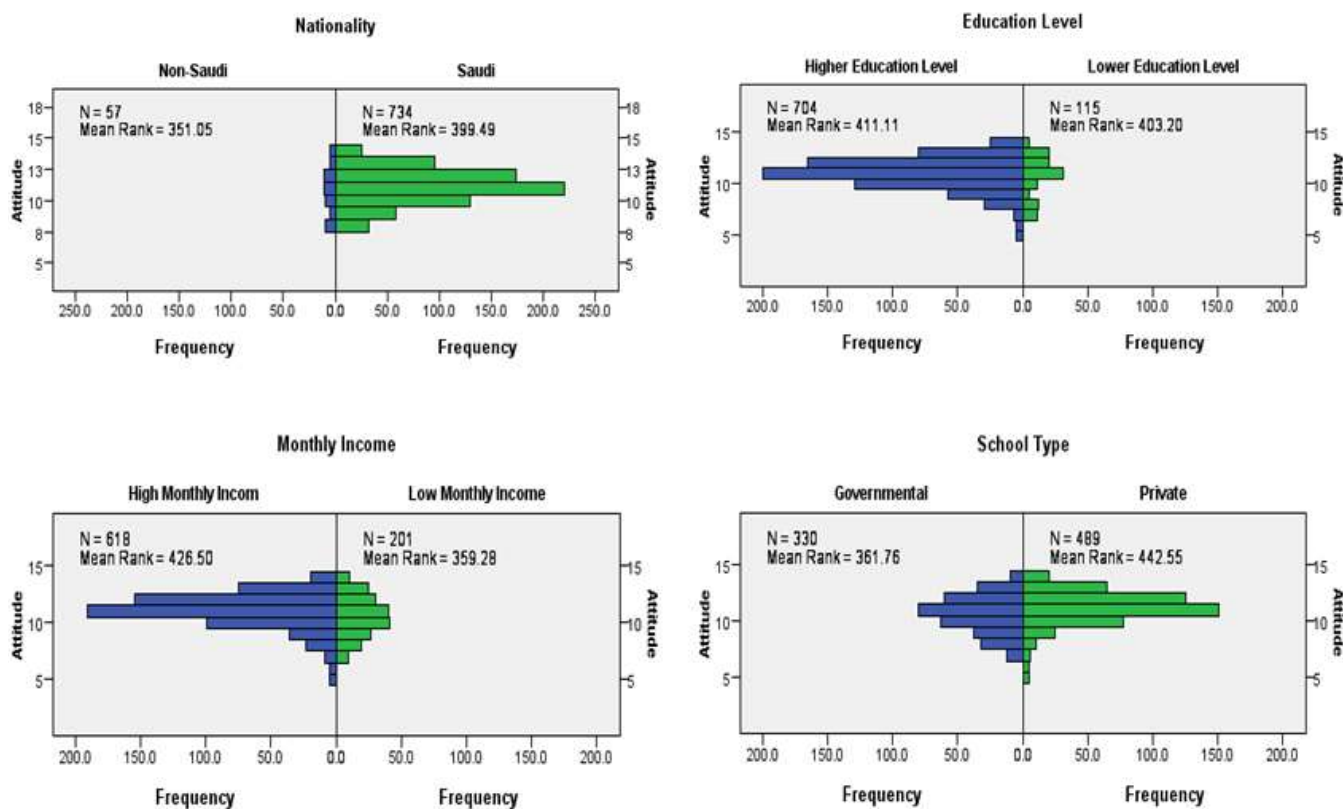 Nationality
Non-Saudi Saudi
N = 57
Mean Rank = 351.05
N = 734
Mean Rank = 399.49
18 18
15 15
13 13
10 10
8 8
5 5
Attitude Attitude
250.0 200.0 150.0 100.0 50.0 0.0 50.0 100.0 150.0 200.0 250.0
Frequency Frequency
Education Level
Higher Education Level Lower Education Level
N = 704
Mean Rank = 411.11
N = 115
Mean Rank = 403.20
15 15
10 10
5 5
Attitude Attitude
200.0 150.0 100.0 50.0 0.0 50.0 100.0 150.0 200.0
Frequency Frequency
Monthly Income
High Monthly Incom Low Monthly Income
N = 618
Mean Rank = 426.50
N = 201
Mean Rank = 359.28
15 15
10 10
5 5
Attitude Attitude
200.0 150.0 100.0 50.0 0.0 50.0 100.0 150.0 200.0
Frequency Frequency
School Type
Governmental Private
N = 330
Mean Rank = 361.76
N = 489
Mean Rank = 442.55
15 15
10 10
5 5
Attitude Attitude
200.0 150.0 100.0 50.0 0.0 50.0 100.0 150.0 200.0
Frequency Frequency